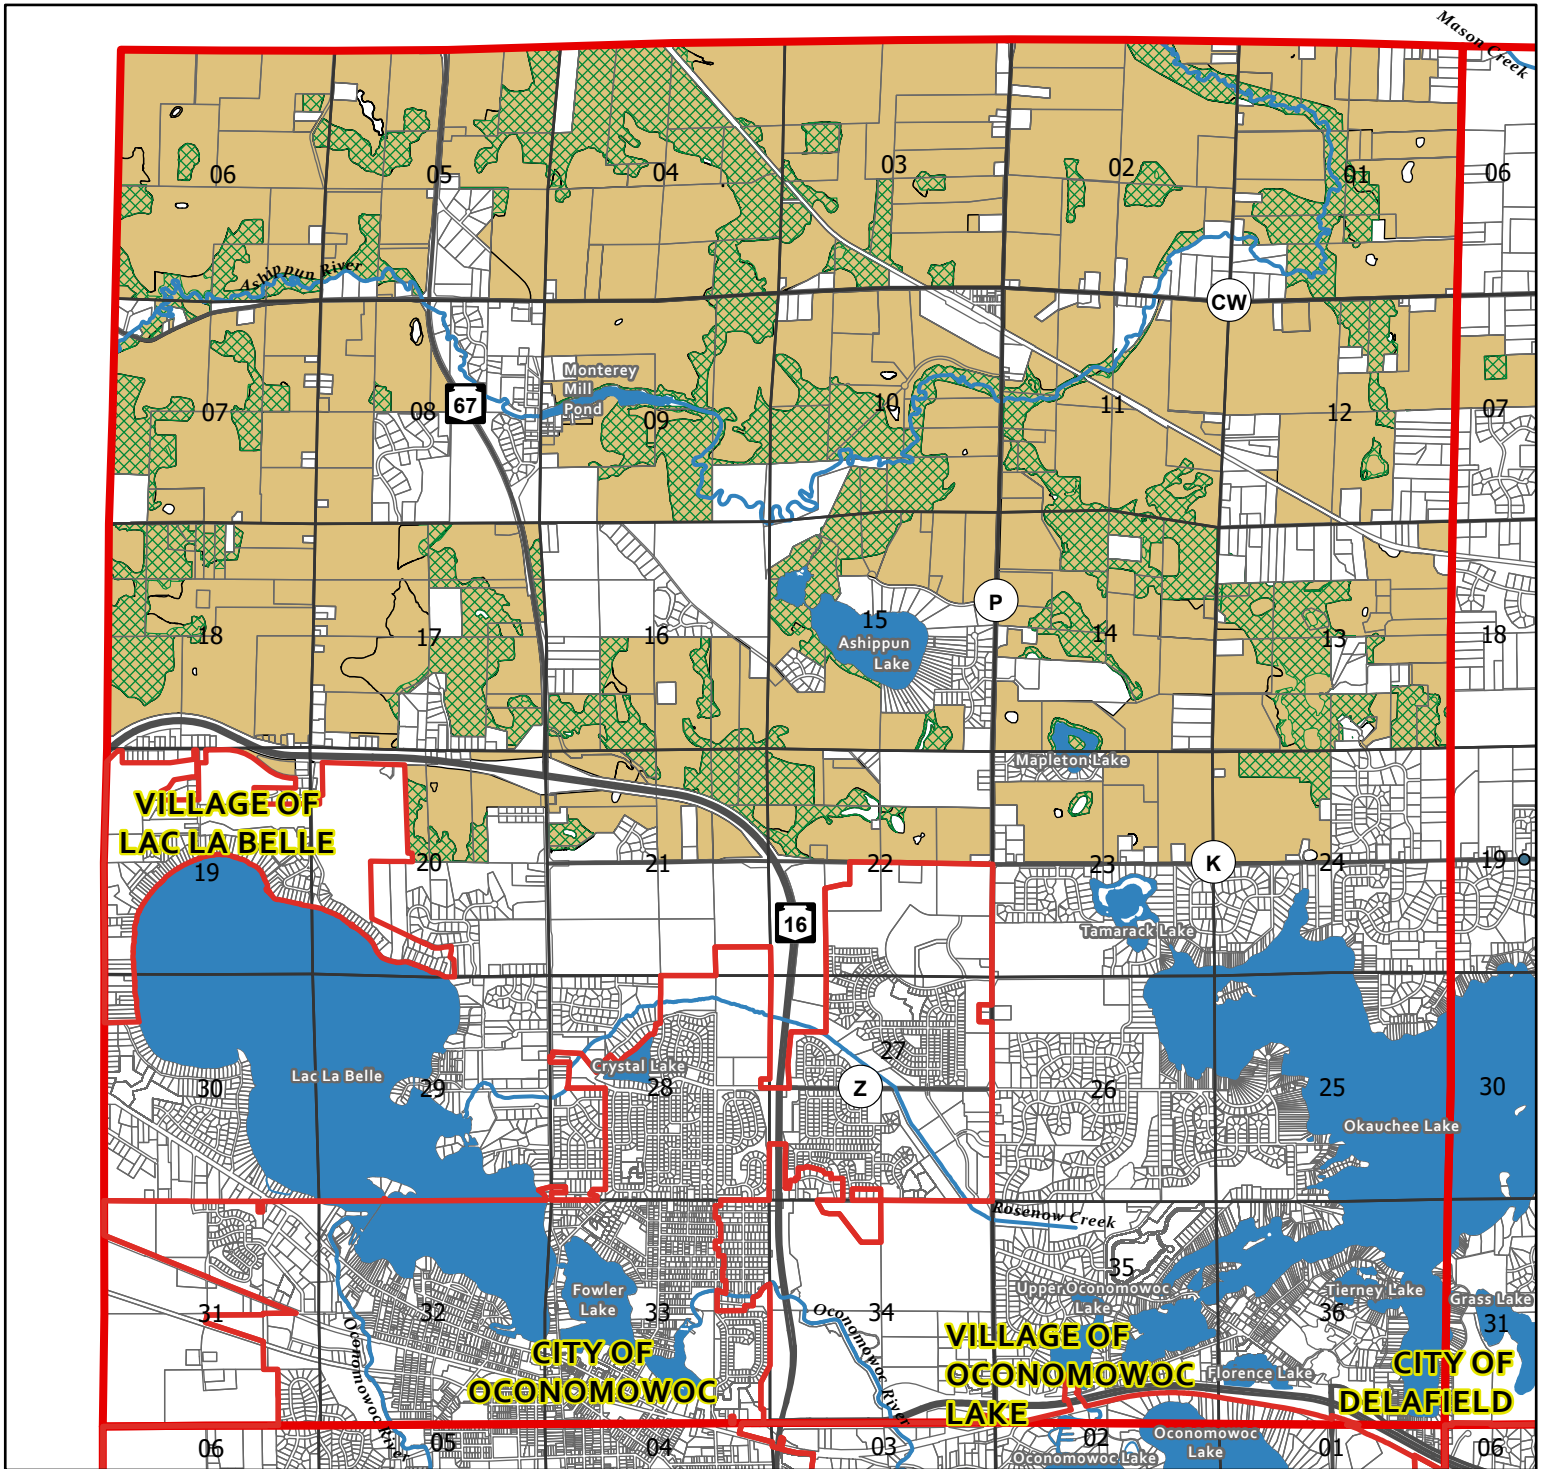 Mason Creek
06
05
04
03
02
01
06
Ashippun River
CW
Monterey
Mill
Pond
67
07
08
09
10
11
12
07
P
18
17
16
15
14
13
18
Ashippun
Lake
Mapleton Lake
VILLAGE OF
LAC LA BELLE
19
20
21
22
23
K
24
19
16
Tamarack Lake
Crystal Lake
27
Lac La Belle
30
29
28
Z
26
25
30
Okauchee Lake
Rosenow Creek
35
Fowler
Lake
Upper Oconomowoc
Lake
Tierney Lake
Grass Lake
31
32
33
34
36
31
Oconomowoc River
Oconomowoc River
CITY OF
OCONOMOWOC
VILLAGE OF
OCONOMOWOC
LAKE
Florence Lake
CITY OF
DELAFIELD
06
05
04
03
02
01
06
Oconomowoc
Lake
Oconomowoc Lake